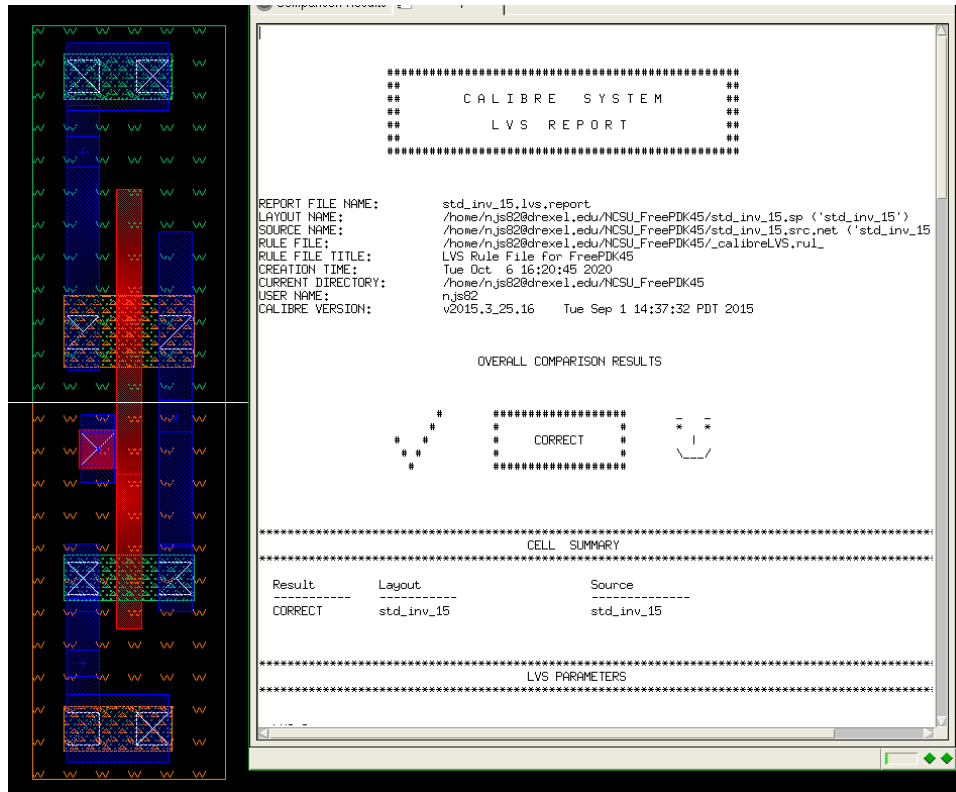 Comparison Results
########################################################
## ##
## C A L I B R E S Y S T E M ##
## ##
## L V S R E P O R T ##
## ##
########################################################
REPORT FILE NAME: std_inv_15.lvs.report
LAYOUT NAME: /home/njs82@drexel.edu/NCSU_FreePDK45/std_inv_15.sp ('std_inv_15')
SOURCE NAME: /home/njs82@drexel.edu/NCSU_FreePDK45/std_inv_15.src.net ('std_inv_15
RULE FILE: /home/njs82@drexel.edu/NCSU_FreePDK45/_calibreLVS.rul_
RULE FILE TITLE: LVS Rule File for FreePDK45
CREATION TIME: Tue Oct 6 16:20:45 2020
CURRENT DIRECTORY: /home/njs82@drexel.edu/NCSU_FreePDK45
USER NAME: njs82
CALIBRE VERSION: v2015.3_25.16 Tue Sep 1 14:37:32 PDT 2015
OVERALL COMPARISON RESULTS
# ##################### _ _
# # # * *
# # # CORRECT # |
# # # # \___/
# #####################
CELL SUMMARY
Result Layout Source
----------- ----------- -------------
CORRECT std_inv_15 std_inv_15
LVS PARAMETERS